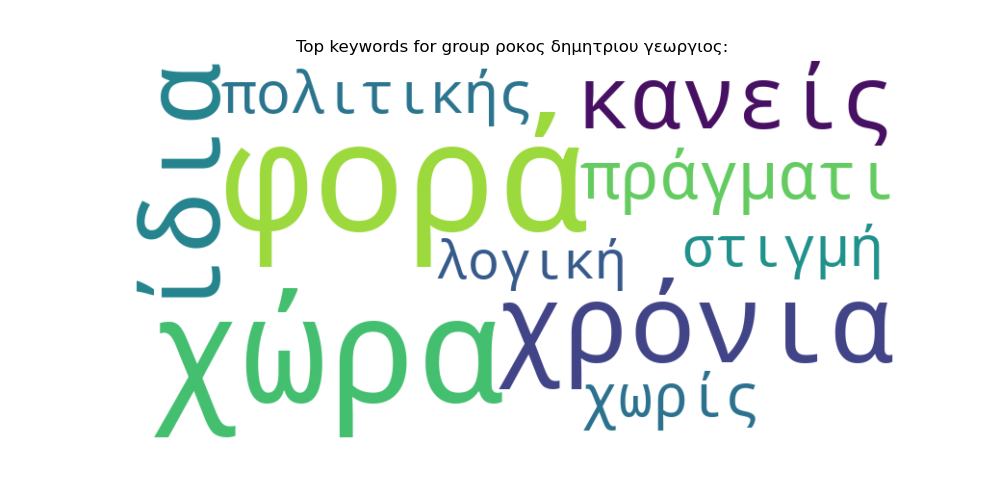 Top keywords for group ροκος δημητριου γεωργιος:
ίδια
πολιτικής
κανείς
φορά
πράγματι
λογική
στιγμή
χώρα
χρόνια
χωρίς